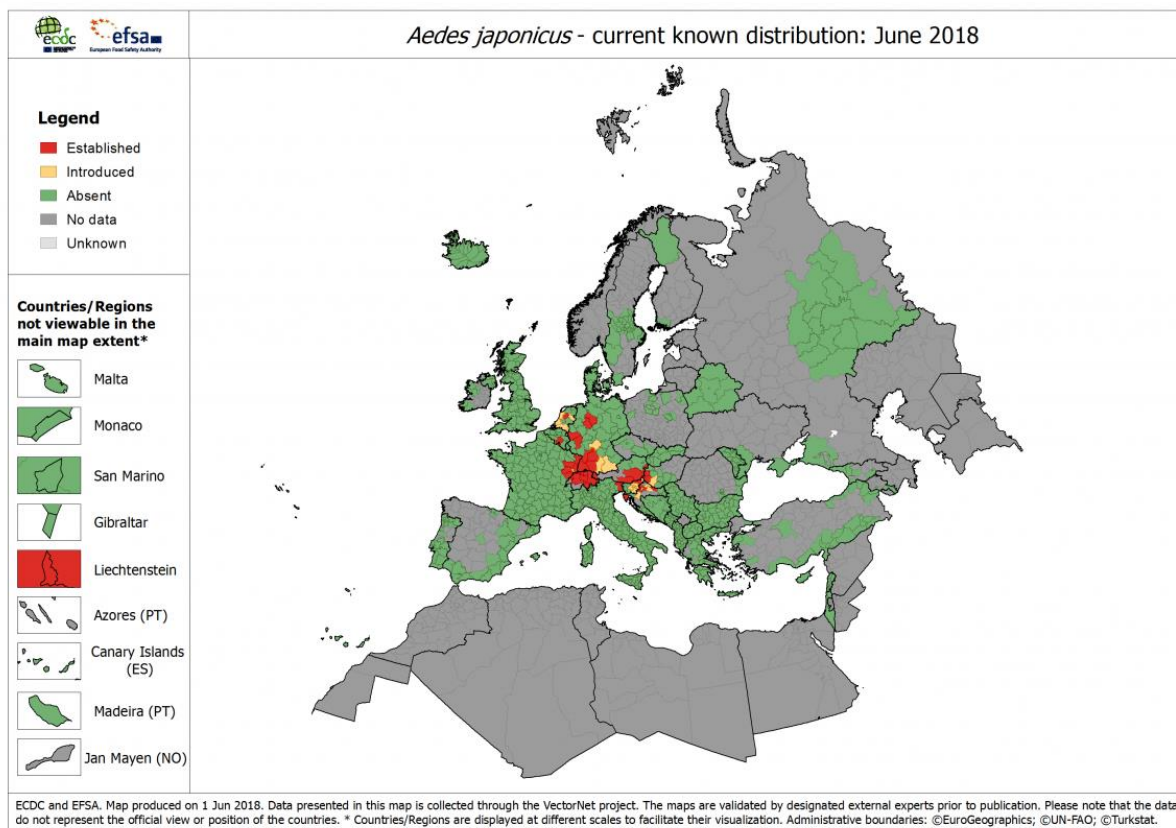 ecdc
efsa
European Food Safety Authority
Aedes japonicus - current known distribution: June 2018
Legend
Established
Introduced
Absent
No data
Unknown
Countries/Regions
not viewable in the
main map extent*
Malta
Monaco
San Marino
Gibraltar
Liechtenstein
Azores (PT)
Canary Islands
(ES)
Madeira (PT)
Jan Mayen (NO)
ECDC and EFSA. Map produced on 1 Jun 2018. Data presented in this map is collected through the VectorNet project. The maps are validated by designated external experts prior to publication. Please note that the data
do not represent the official view or position of the countries. * Countries/Regions are displayed at different scales to facilitate their visualization. Administrative boundaries: ©EuroGeographics; ©UN-FAO; ©Turkstat.